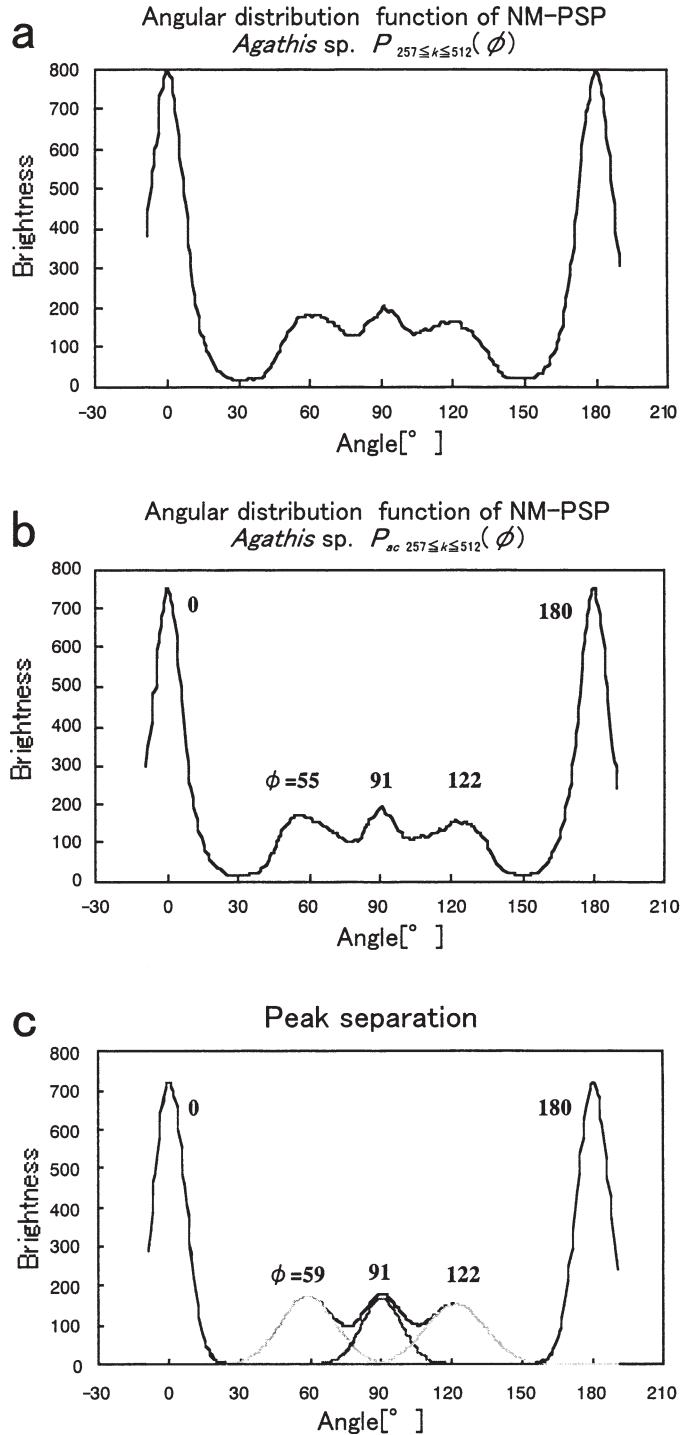 a
Angular distribution function of NM-PSP
Agathis sp. P 257≦k≦512(ϕ)
800
700
600
500
400
300
200
100
0
Brightness
-30 0 30 60 90 120 150 180 210
Angle[° ]
b
Angular distribution function of NM-PSP
Agathis sp. Pac 257≦k≦512(ϕ)
800
700
600
500
400
300
200
100
0
Brightness
0
180
ϕ=55 91 122
-30 0 30 60 90 120 150 180 210
Angle[° ]
c
Peak separation
800
700
600
500
400
300
200
100
0
Brightness
0
180
ϕ=59 91 122
-30 0 30 60 90 120 150 180 210
Angle[° ]